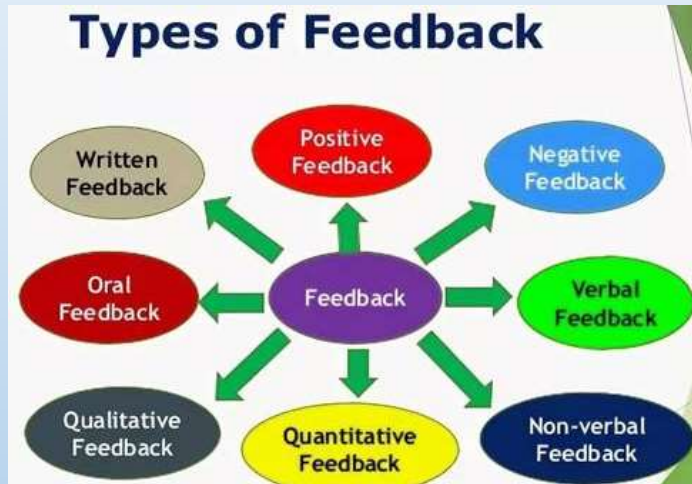 Types of Feedback
Written
Feedback
Positive
Feedback
Negative
Feedback
Oral
Feedback
Feedback
Verbal
Feedback
Qualitative
Feedback
Quantitative
Feedback
Non-verbal
Feedback